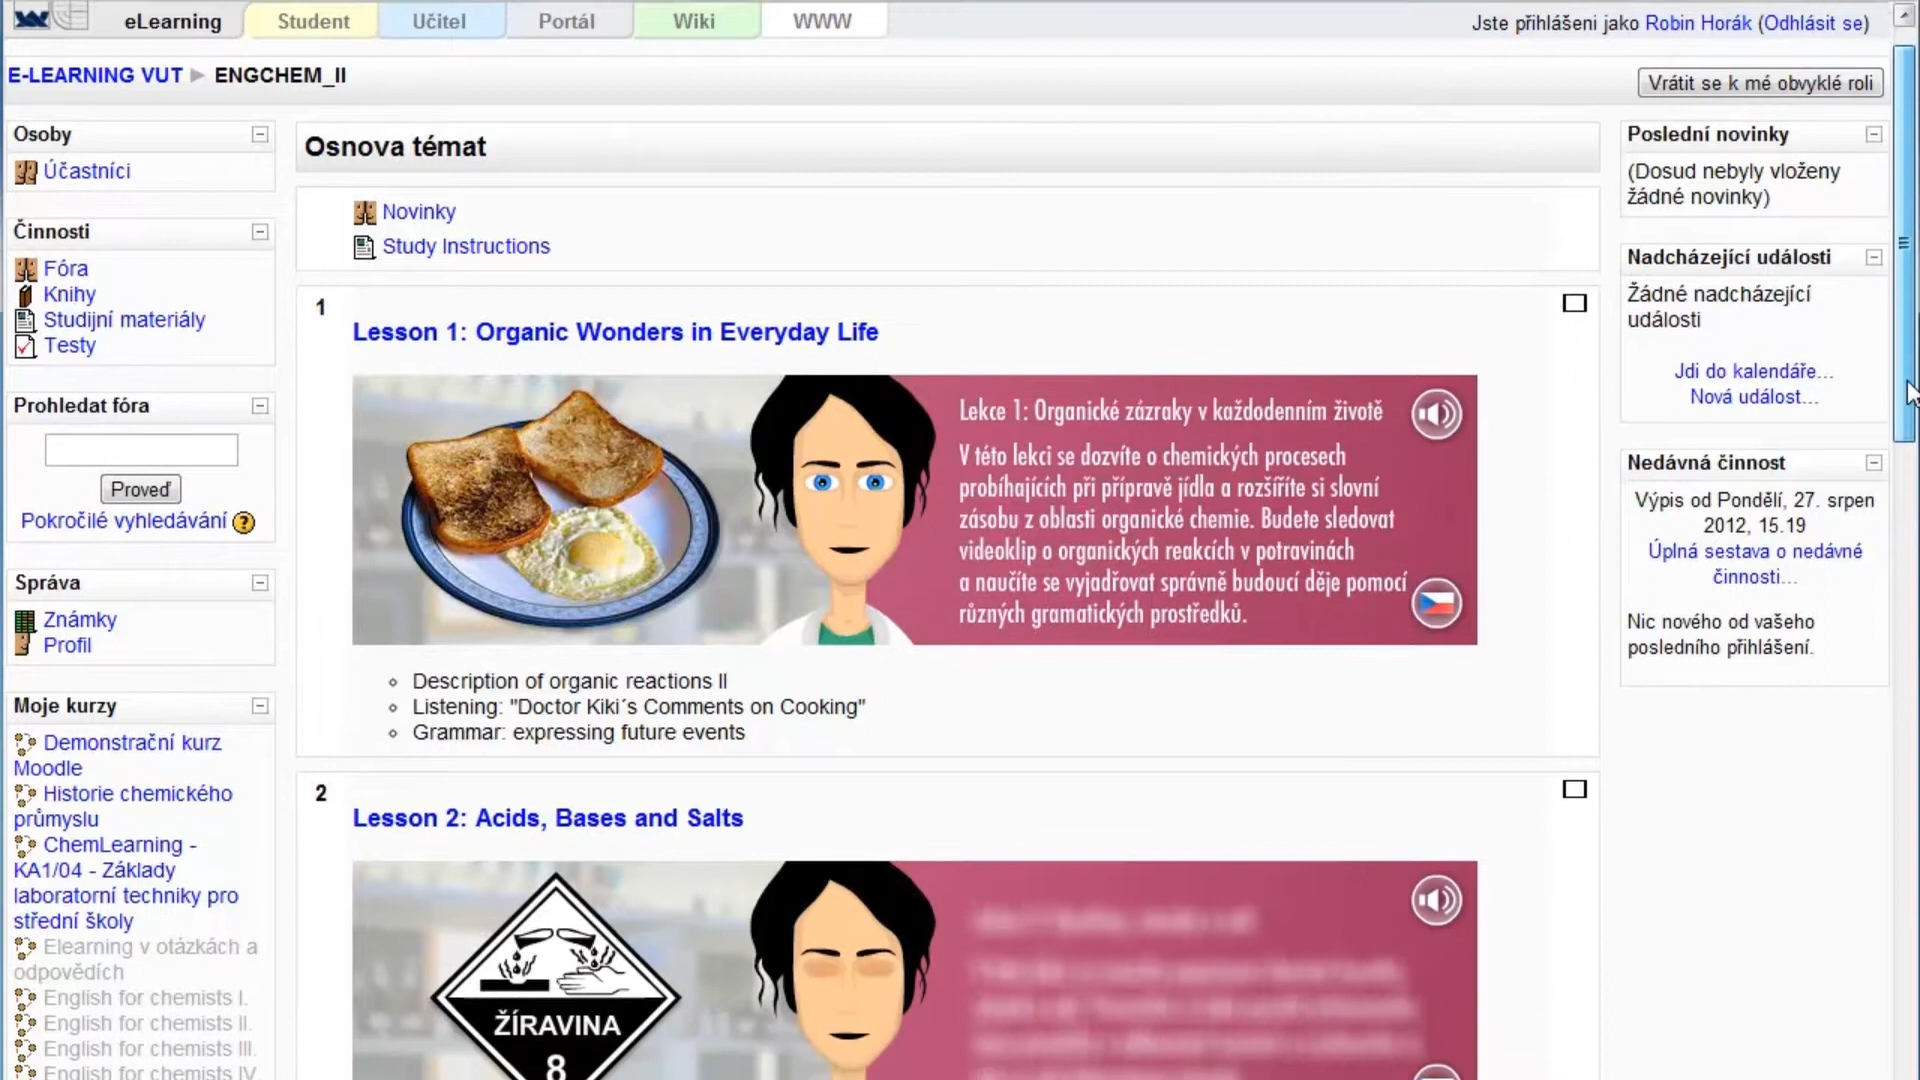 eLearning
Student
Učitel
Portál
Wiki
WWW
Jste přihlášeni jako Robin Horák (Odhlásit se)
E-LEARNING VUT ► ENGCHEM_II
Vrátit se k mé obvyklé roli
Osoby
Účastníci
Činnosti
Fóra
Knihy
Studijní materiály
Testy
Prohledat fóra
Proveď
Pokročilé vyhledávání
Správa
Známky
Profil
Moje kurzy
Demonstrační kurz
Moodle
Historie chemického
průmyslu
ChemLearning -
KA1/04 - Základy
laboratorní techniky pro
střední školy
Elearning v otázkách a
odpovědích
English for chemists I.
English for chemists II.
English for chemists III.
English for chemists IV.
Osnova témat
Novinky
Study Instructions
1
Lesson 1: Organic Wonders in Everyday Life
Lekce 1: Organické zázraky v každodenním životě
V této lekci se dozvíte o chemických procesech
probíhajících při přípravě jídla a rozšíříte si slovní
zásobu z oblasti organické chemie. Budete sledovat
videoklip o organických reakcích v potravinách
a naučíte se vyjadřovat správně budoucí děje pomocí
různých gramatických prostředků.
Description of organic reactions II
Listening: "Doctor Kiki´s Comments on Cooking"
Grammar: expressing future events
2
Lesson 2: Acids, Bases and Salts
ŽÍRAVINA
8
Poslední novinky
(Dosud nebyly vloženy
žádné novinky)
Nadcházející události
Žádné nadcházející
události
Jdi do kalendáře...
Nová událost...
Nedávná činnost
Výpis od Pondělí, 27. srpen
2012, 15.19
Úplná sestava o nedávné
činnosti...
Nic nového od vašeho
posledního přihlášení.